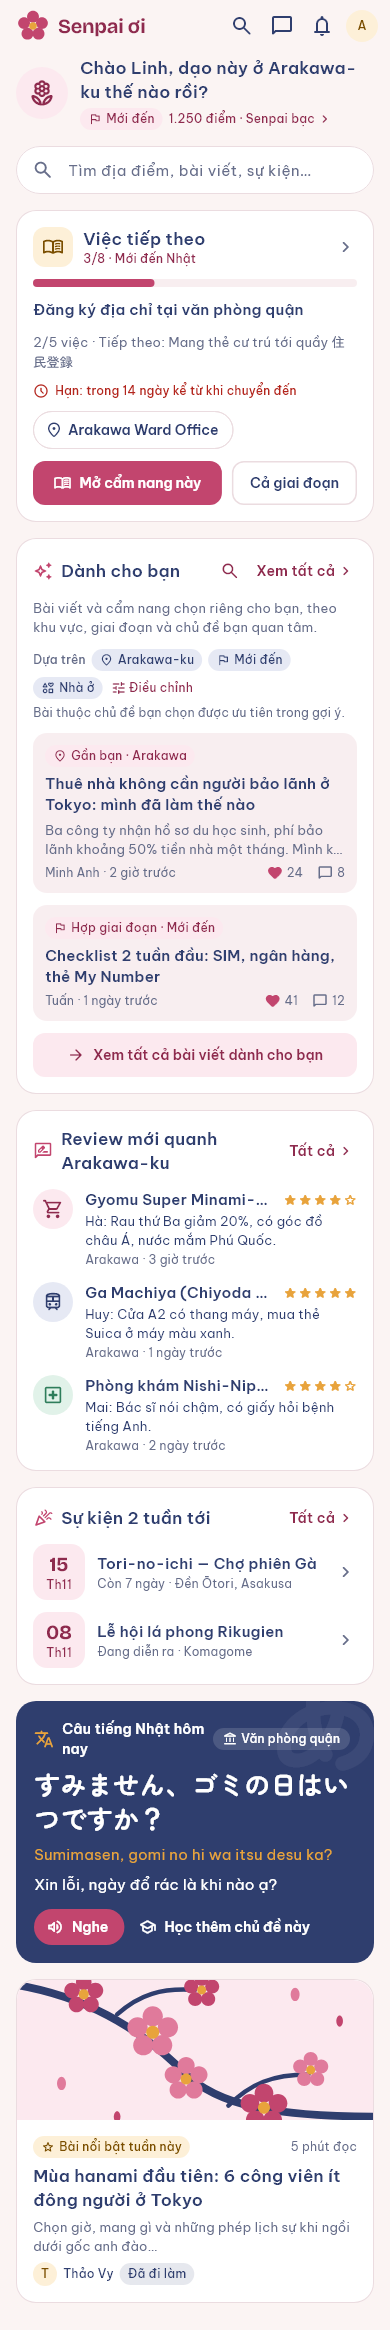 Senpai ơi
A
Chào Linh, dạo này ở Arakawa-
ku thế nào rồi?
Mới đến 1.250 điểm · Senpai bạc
Tìm địa điểm, bài viết, sự kiện...
Việc tiếp theo
3/8 · Mới đến Nhật
Đăng ký địa chỉ tại văn phòng quận
2/5 việc · Tiếp theo: Mang thẻ cư trú tới quầy 住
民登録
Hạn: trong 14 ngày kể từ khi chuyển đến
Arakawa Ward Office
Mở cẩm nang này
Cả giai đoạn
Dành cho bạn
Xem tất cả
Bài viết và cẩm nang chọn riêng cho bạn, theo
khu vực, giai đoạn và chủ đề bạn quan tâm.
Dựa trên Arakawa-ku Mới đến
Nhà ở Điều chỉnh
Bài thuộc chủ đề bạn chọn được ưu tiên trong gợi ý.
Gần bạn · Arakawa
Thuê nhà không cần người bảo lãnh ở
Tokyo: mình đã làm thế nào
Ba công ty nhận hồ sơ du học sinh, phí bảo
lãnh khoảng 50% tiền nhà một tháng. Mình k...
Minh Anh · 2 giờ trước 24 8
Hợp giai đoạn · Mới đến
Checklist 2 tuần đầu: SIM, ngân hàng,
thẻ My Number
Tuấn · 1 ngày trước 41 12
Xem tất cả bài viết dành cho bạn
Review mới quanh
Arakawa-ku
Tất cả
Gyomu Super Minami-...
Hà: Rau thứ Ba giảm 20%, có góc đồ
châu Á, nước mắm Phú Quốc.
Arakawa · 3 giờ trước
Ga Machiya (Chiyoda ...
Huy: Cửa A2 có thang máy, mua thẻ
Suica ở máy màu xanh.
Arakawa · 1 ngày trước
Phòng khám Nishi-Nip...
Mai: Bác sĩ nói chậm, có giấy hỏi bệnh
tiếng Anh.
Arakawa · 2 ngày trước
Sự kiện 2 tuần tới
Tất cả
15
Th11
Tori-no-ichi — Chợ phiên Gà
Còn 7 ngày · Đền Ōtori, Asakusa
08
Th11
Lễ hội lá phong Rikugien
Đang diễn ra · Komagome
Câu tiếng Nhật hôm
nay
Văn phòng quận
あ
すみません、ゴミの日はい
つですか？
Sumimasen, gomi no hi wa itsu desu ka?
Xin lỗi, ngày đổ rác là khi nào ạ?
Nghe
Học thêm chủ đề này
Bài nổi bật tuần này
5 phút đọc
Mùa hanami đầu tiên: 6 công viên ít
đông người ở Tokyo
Chọn giờ, mang gì và những phép lịch sự khi ngồi
dưới gốc anh đào...
T Thảo Vy Đã đi làm